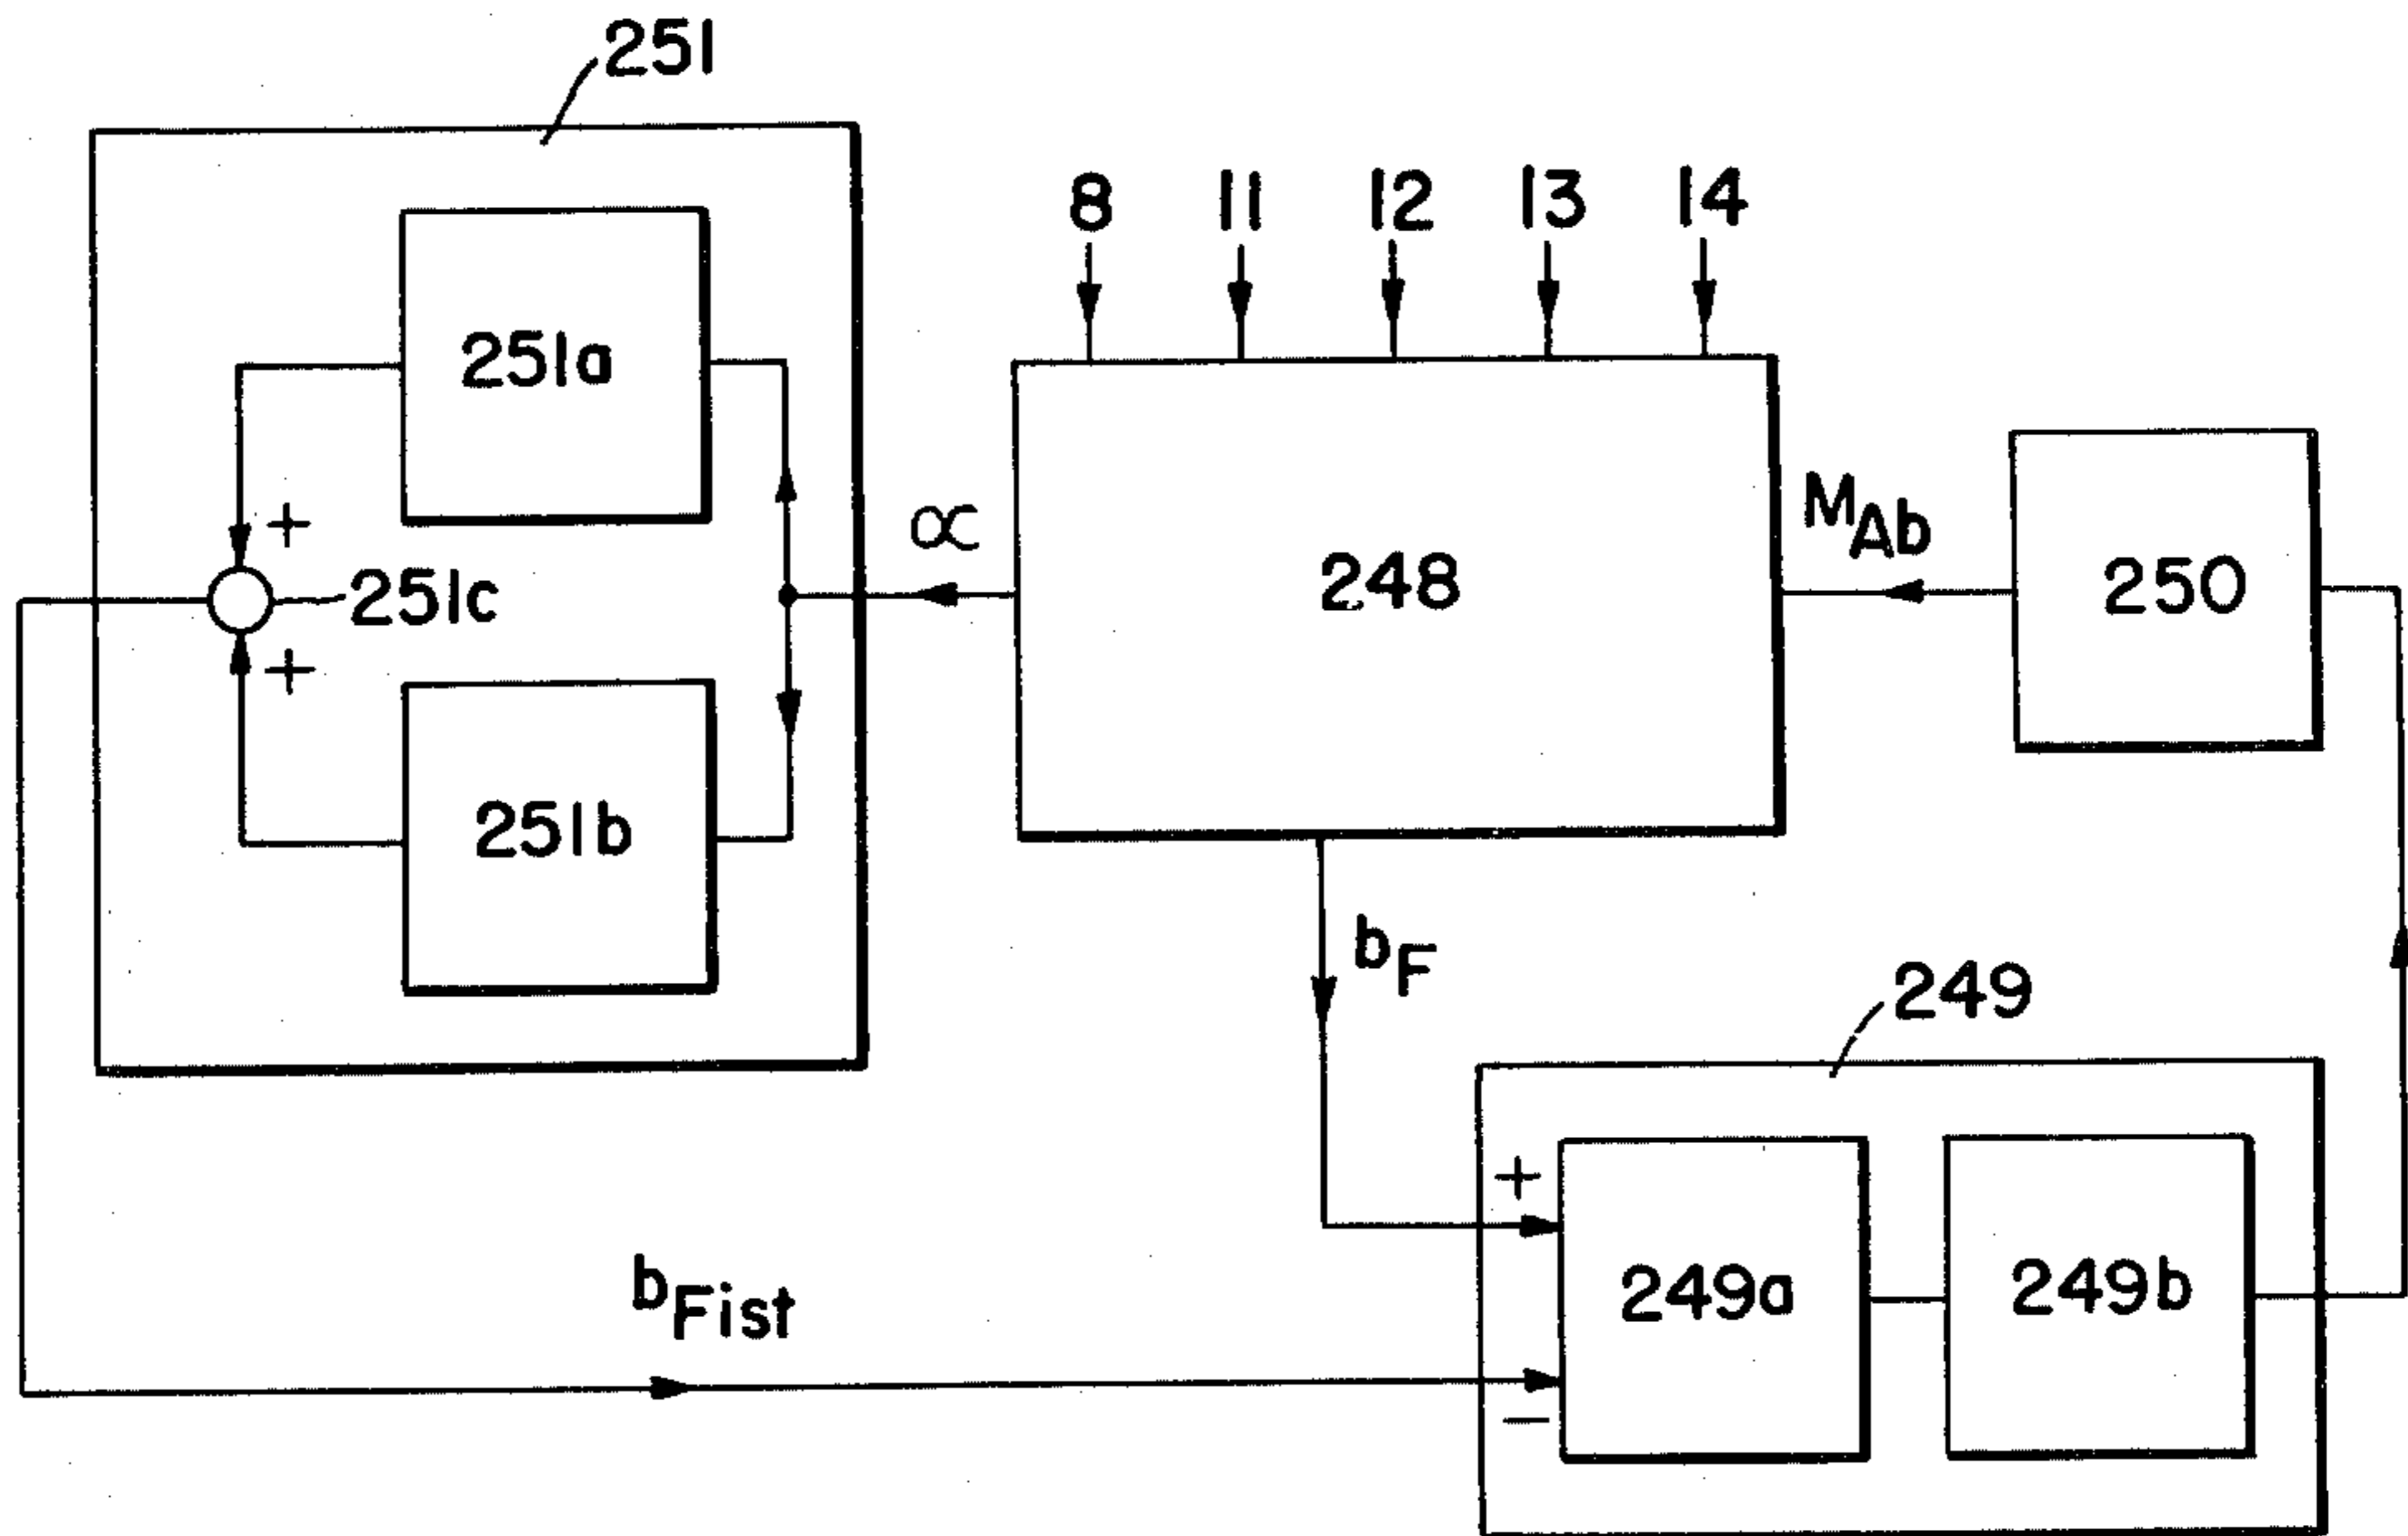 251
8 11 12 13 14
251a
+
α
MAb
248
250
251c
+
251b
bF
249
+
249a
249b
bFist
−